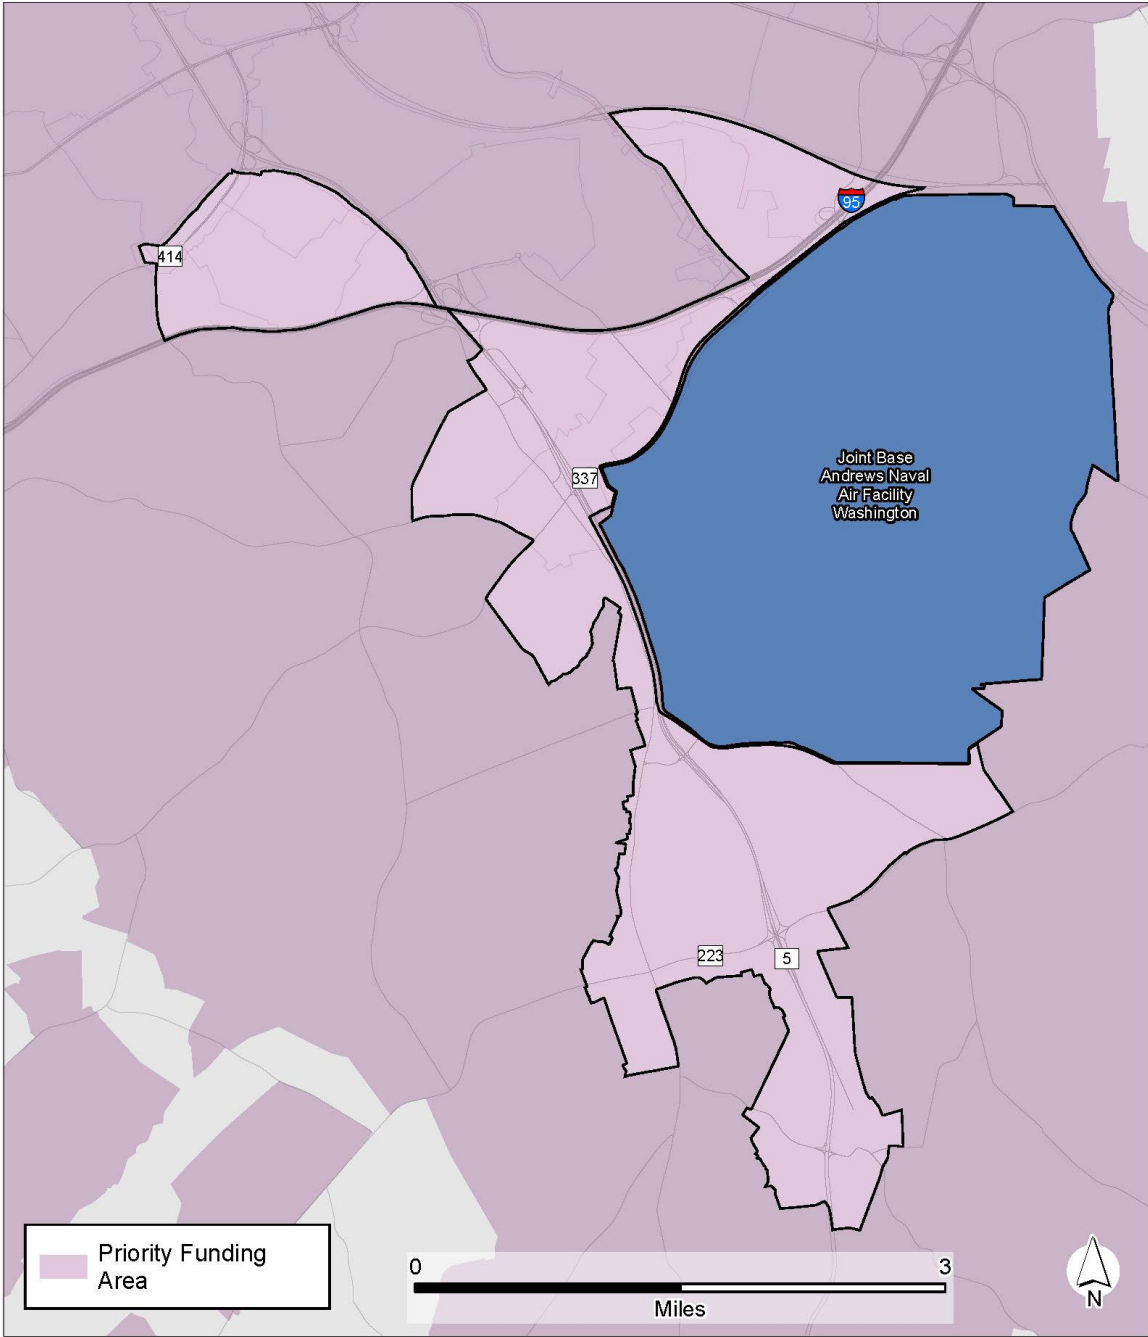 95
414
Joint Base
Andrews Naval
Air Facility
Washington
337
223
5
Priority Funding
Area
0
3
Miles
N